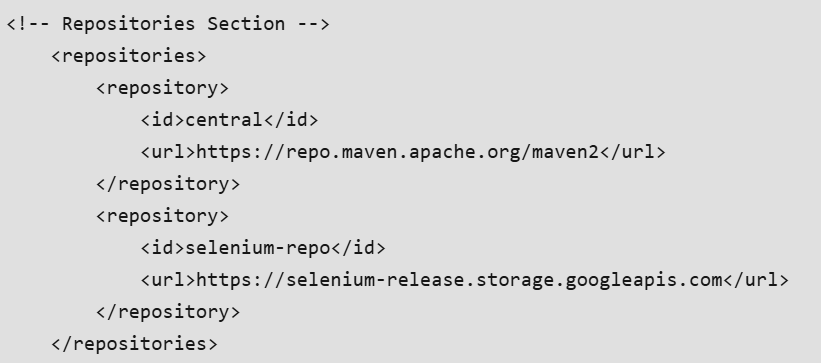 <!-- Repositories Section -->
    <repositories>
        <repository>
            <id>central</id>
            <url>https://repo.maven.apache.org/maven2</url>
        </repository>
        <repository>
            <id>selenium-repo</id>
            <url>https://selenium-release.storage.googleapis.com</url>
        </repository>
    </repositories>